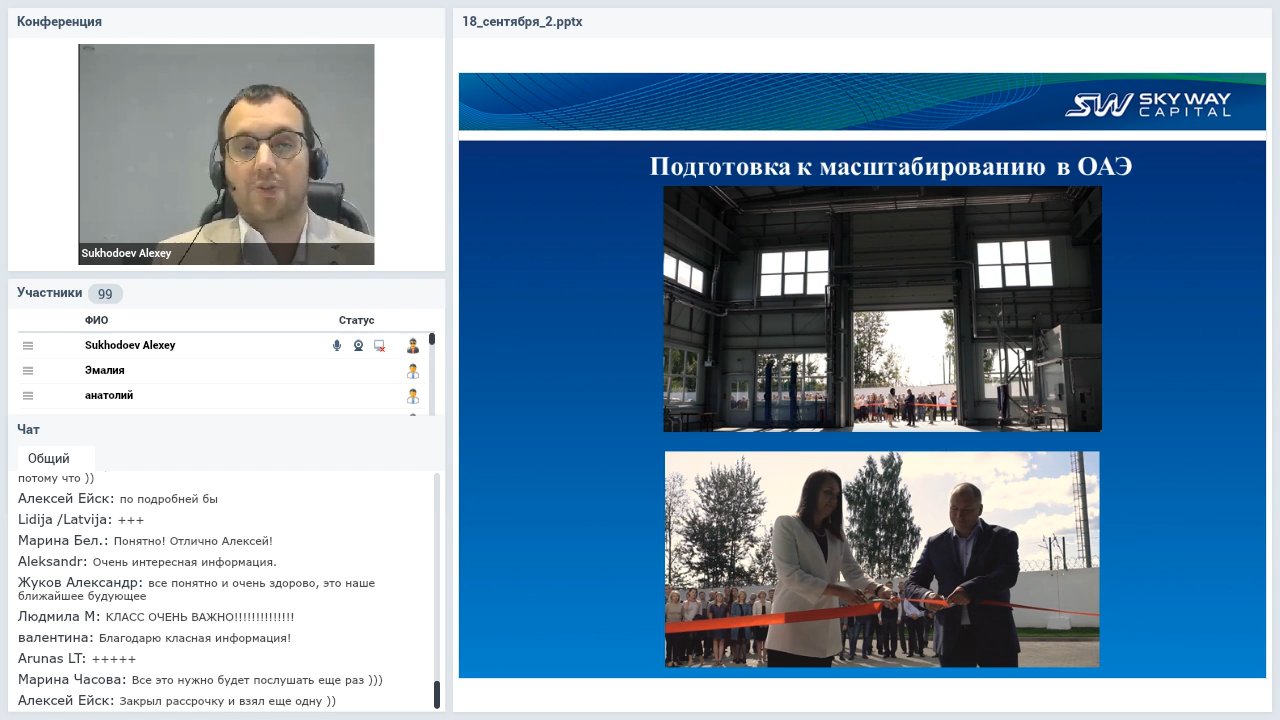 Конференция
Sukhodoev Alexey
Участники 99
ФИО Статус
Sukhodoev Alexey
Эмалия
анатолий
Чат
Общий
потому что ))
Алексей Ейск: по подробней бы
Lidija /Latvija: +++
Марина Бел.: Понятно! Отлично Алексей!
Aleksandr: Очень интересная информация.
Жуков Александр: все понятно и очень здорово, это наше
ближайшее будующее
Людмила М: КЛАСС ОЧЕНЬ ВАЖНО!!!!!!!!!!!!!!
валентина: Благодарю класная информация!
Arunas LT: +++++
Марина Часова: Все это нужно будет послушать еще раз )))
Алексей Ейск: Закрыл рассрочку и взял еще одну ))
18_сентября_2.pptx
SW SKY WAY
CAPITAL
Подготовка к масштабированию в ОАЭ